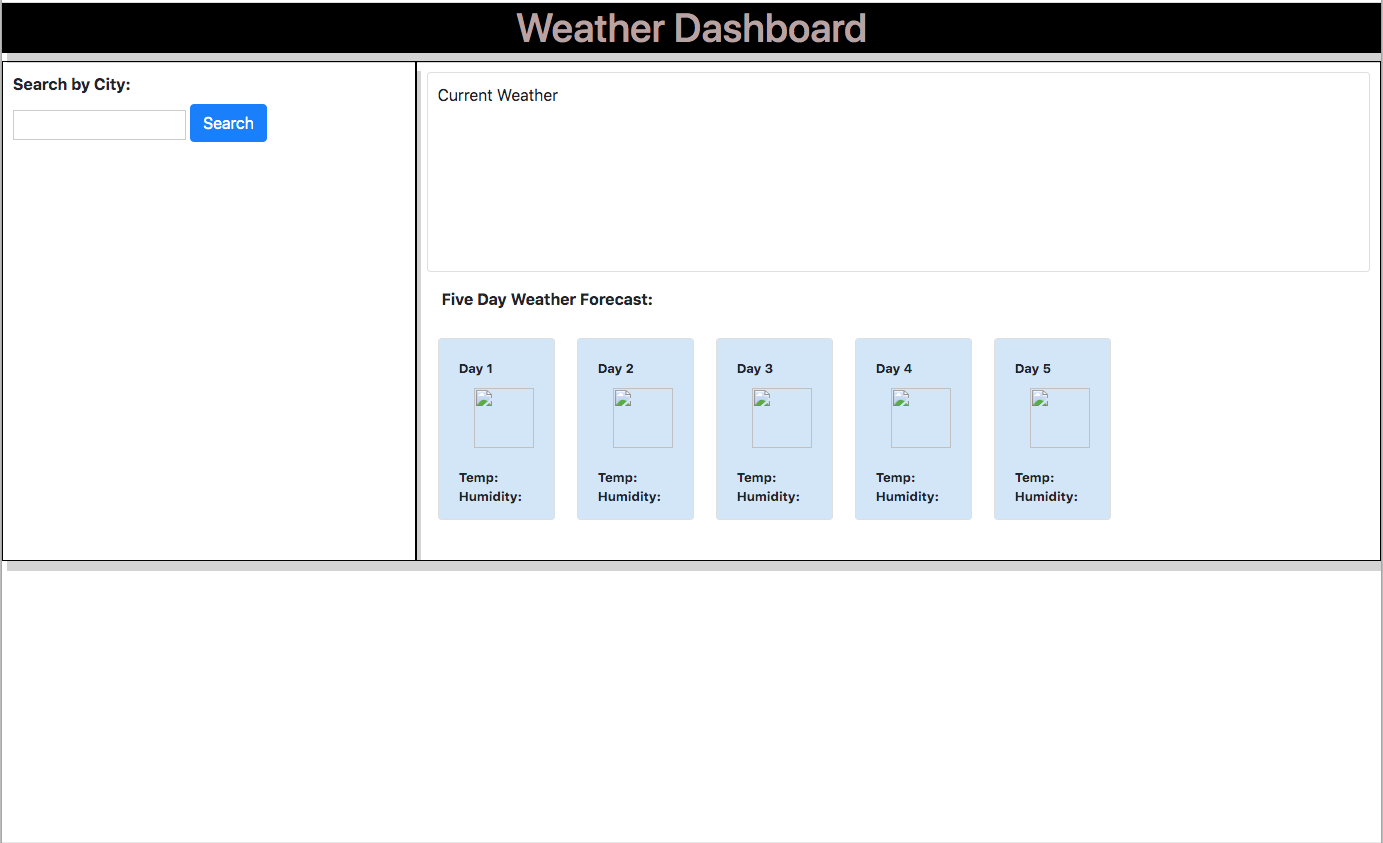 Weather Dashboard
Search by City:
Search
Current Weather
Five Day Weather Forecast:
Day 1
Temp:
Humidity:
Day 2
Temp:
Humidity:
Day 3
Temp:
Humidity:
Day 4
Temp:
Humidity:
Day 5
Temp:
Humidity: